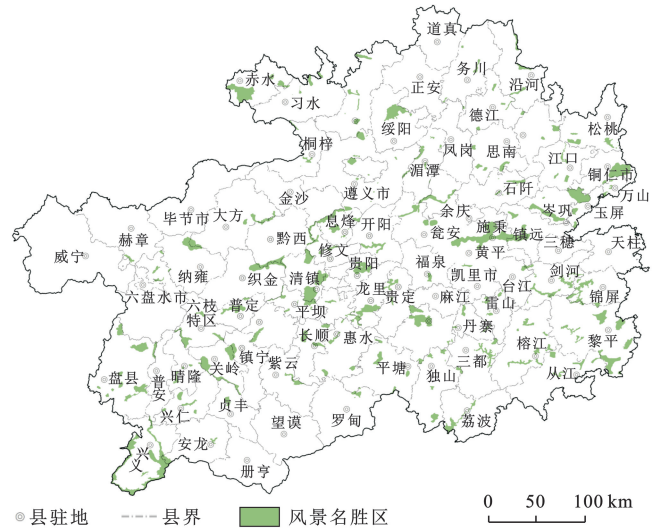 道真
赤水
务川
沿河
习水
正安
德江
绥阳
松桃
桐梓
凤岗
思南
江口
湄潭
铜仁市
石阡
万山
金沙
遵义市
毕节市
大方
余庆
岑巩
玉屏
息烽
开阳
施秉
赫章
黔西
瓮安
镇远
三穗
天柱
威宁
修文
黄平
贵阳
福泉
纳雍
织金
清镇
凯里市
台江
剑河
六盘水市
龙里
贵定
麻江
雷山
锦屏
六枝
特区
普定
平坝
长顺
惠水
丹寨
榕江
黎平
镇宁
紫云
平塘
三都
盘县
普安
晴隆
关岭
独山
从江
贞丰
兴仁
望谟
罗甸
荔波
兴义
安龙
册亨
县驻地
县界
风景名胜区
0 50 100 km